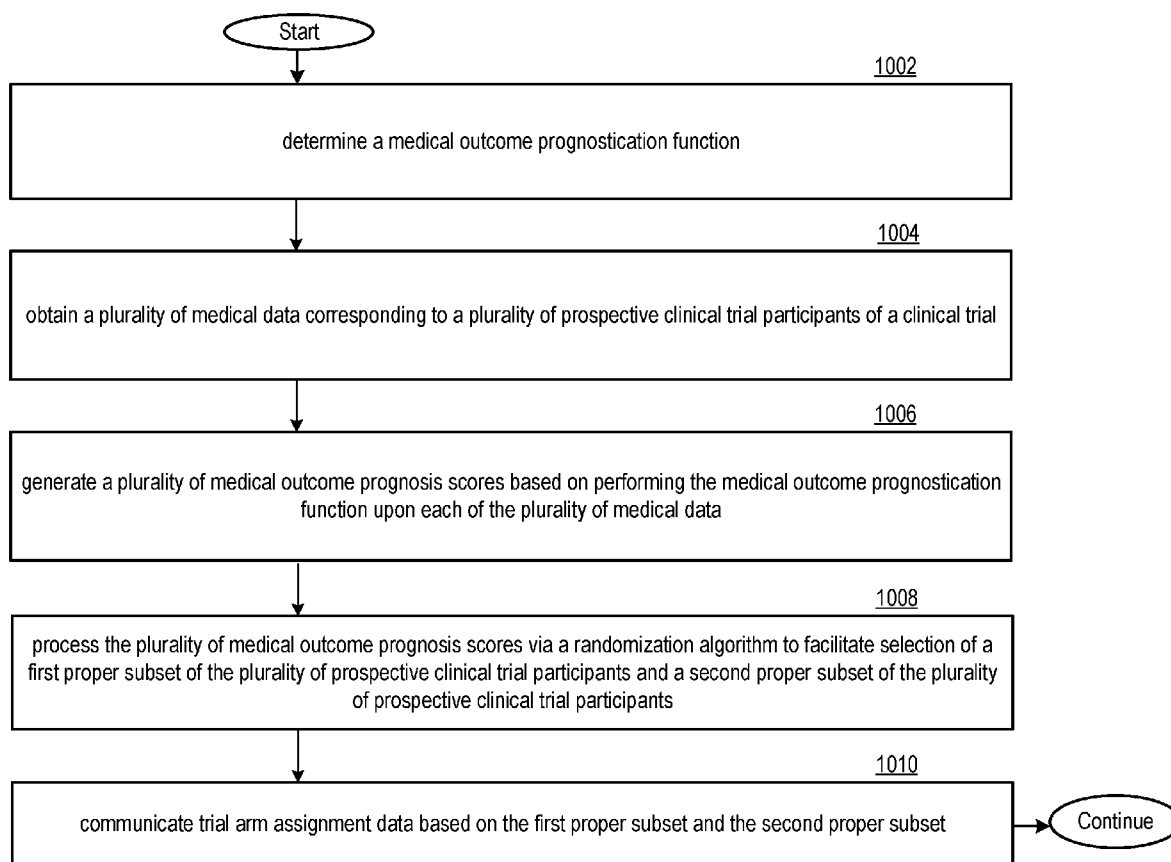 Start
1002
determine a medical outcome prognostication function
1004
obtain a plurality of medical data corresponding to a plurality of prospective clinical trial participants of a clinical trial
1006
generate a plurality of medical outcome prognosis scores based on performing the medical outcome prognostication
function upon each of the plurality of medical data
1008
process the plurality of medical outcome prognosis scores via a randomization algorithm to facilitate selection of a
first proper subset of the plurality of prospective clinical trial participants and a second proper subset of the plurality
of prospective clinical trial participants
1010
communicate trial arm assignment data based on the first proper subset and the second proper subset
Continue